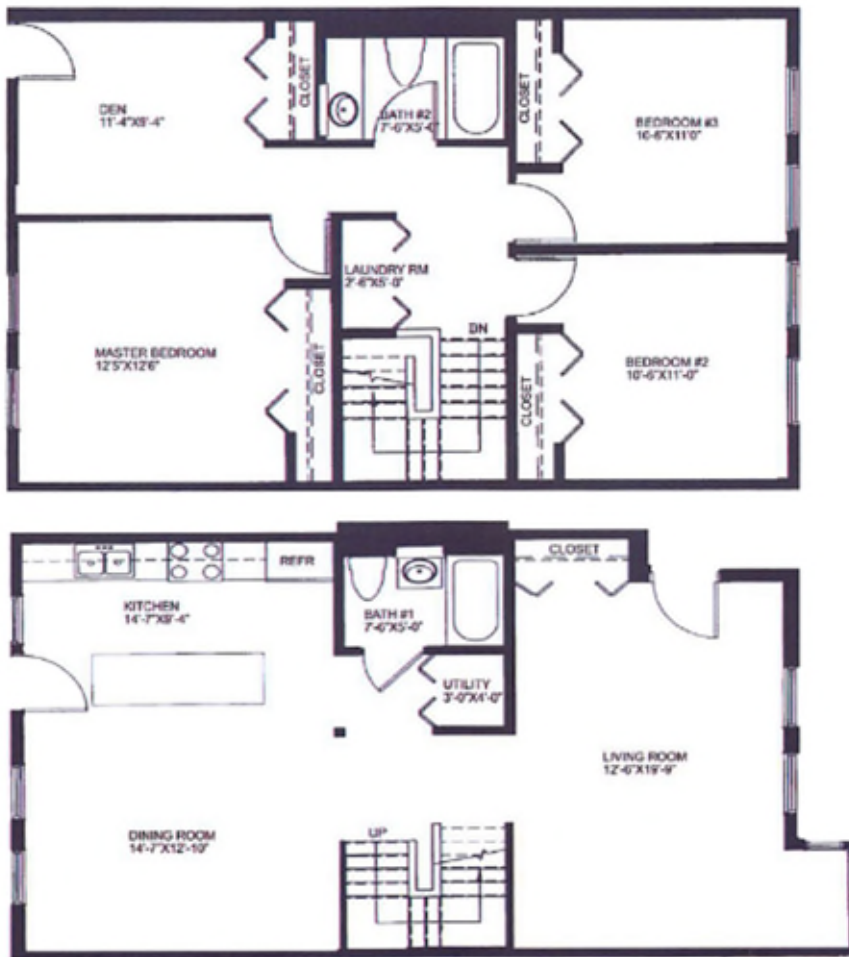 DEN
11'-4"X8'-4"
CLOSET
BATH #2
7'-6"X5'-0"
CLOSET
BEDROOM #3
10'-6"X11'0"
LAUNDRY RM
2'-6"X5'-0"
MASTER BEDROOM
12'5"X12'6"
CLOSET
DN
CLOSET
BEDROOM #2
10'-6"X11'-0"
REFR
CLOSET
KITCHEN
14'-7"X8'-4"
BATH #1
7'-6"X5'-0"
UTILITY
3'-0"X4'-0"
LIVING ROOM
12'-6"X19'-9"
DINING ROOM
14'-7"X12'-10"
UP